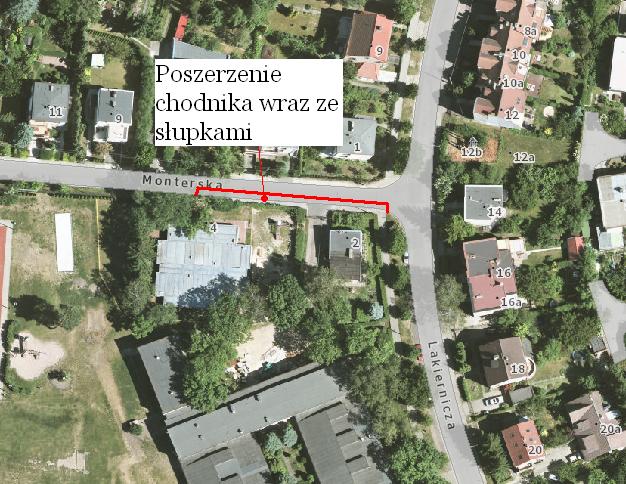 8a
9
10
Poszerzenie
chodnika wraz ze
słupkami
10a
11
9
12
1
12b
12a
Monterska
14
4
2
16
16a
Lakiernicza
18
20
20a